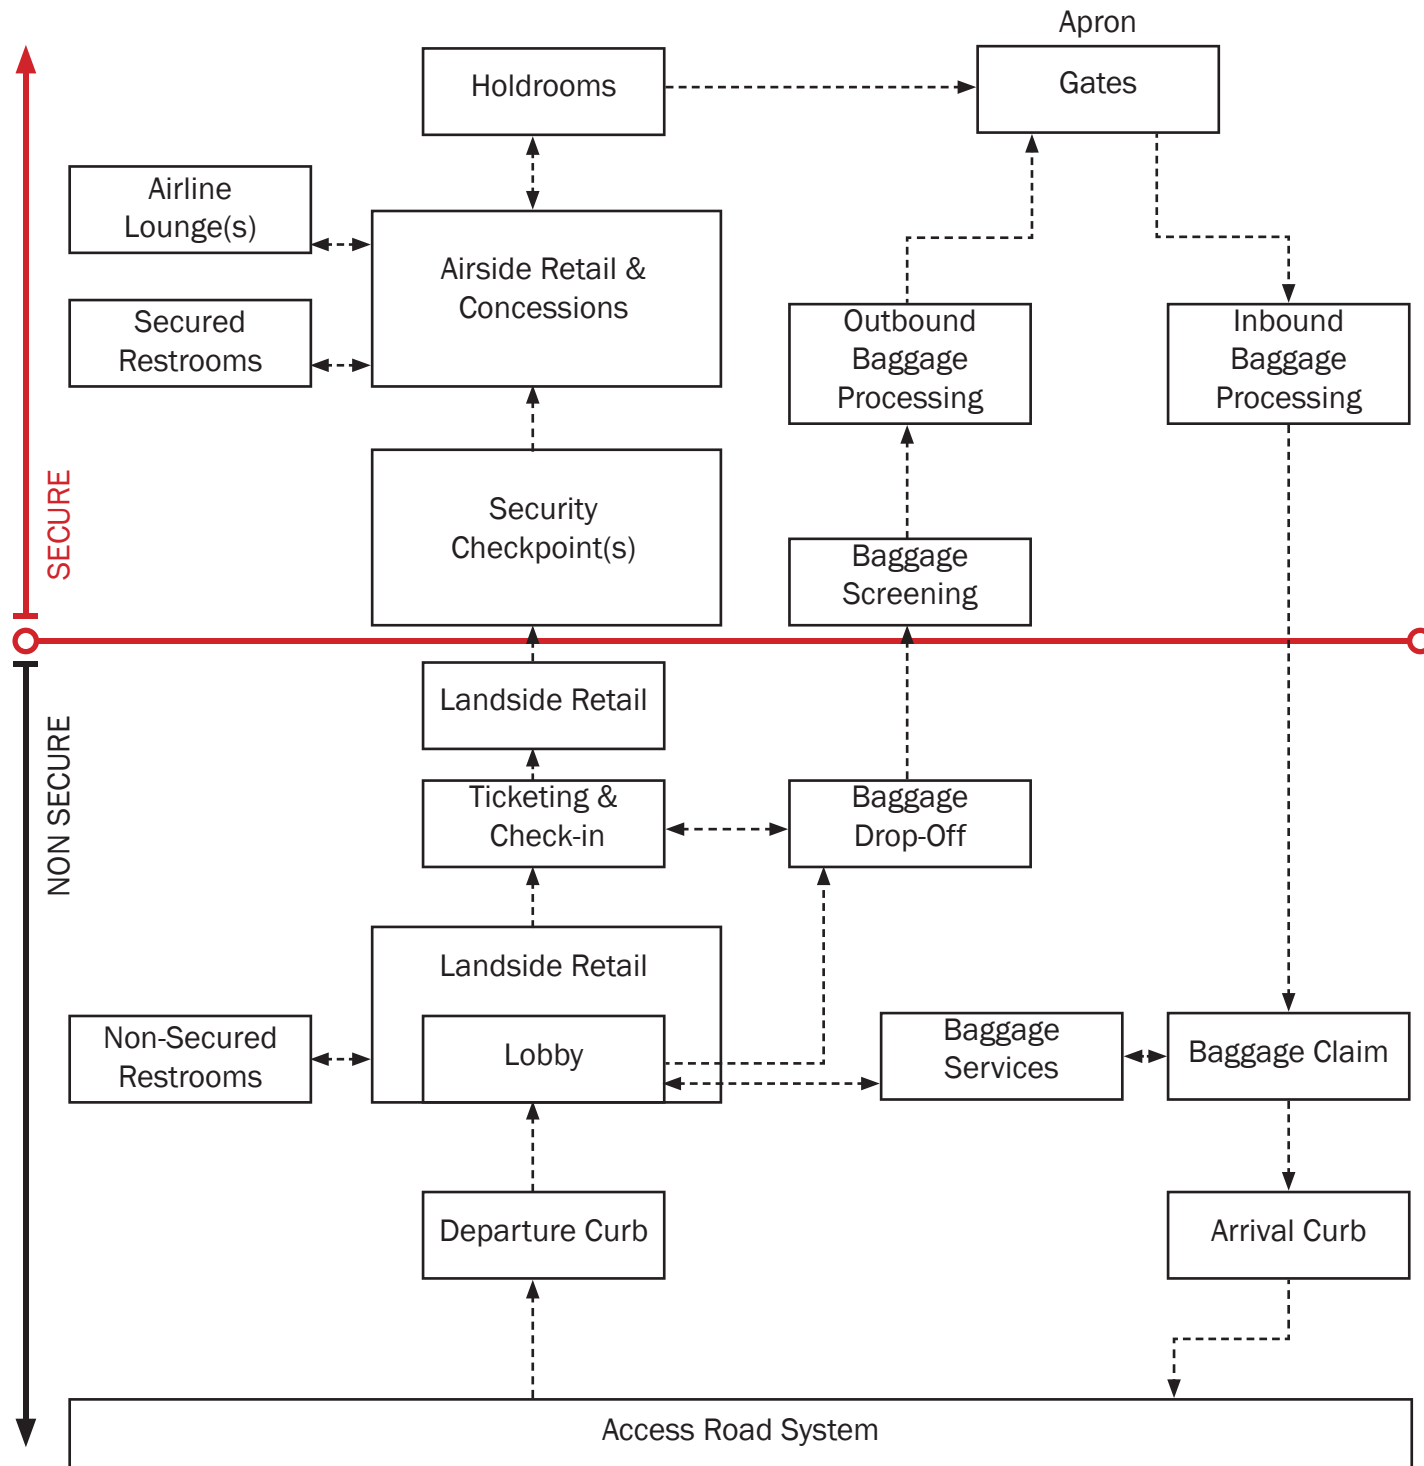 Apron
Holdrooms
Gates
Airline
Lounge(s)
Airside Retail &
Concessions
Secured
Restrooms
Outbound
Baggage
Processing
Inbound
Baggage
Processing
SECURE
Security
Checkpoint(s)
Baggage
Screening
NON SECURE
Landside Retail
Ticketing &
Check-in
Baggage
Drop-Off
Landside Retail
Non-Secured
Restrooms
Lobby
Baggage
Services
Baggage Claim
Departure Curb
Arrival Curb
Access Road System